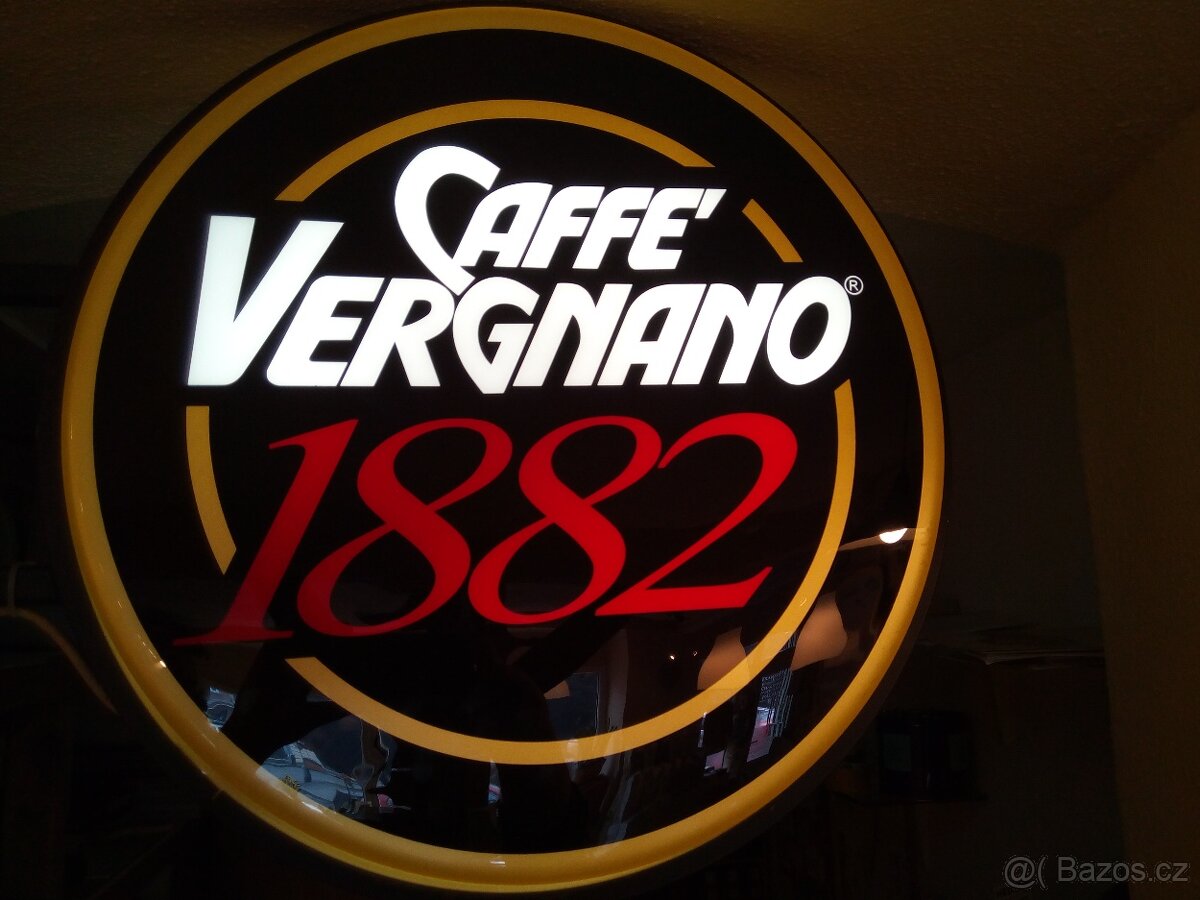 CAFFE'
VERGNANO®
1882
@( Bazos.cz